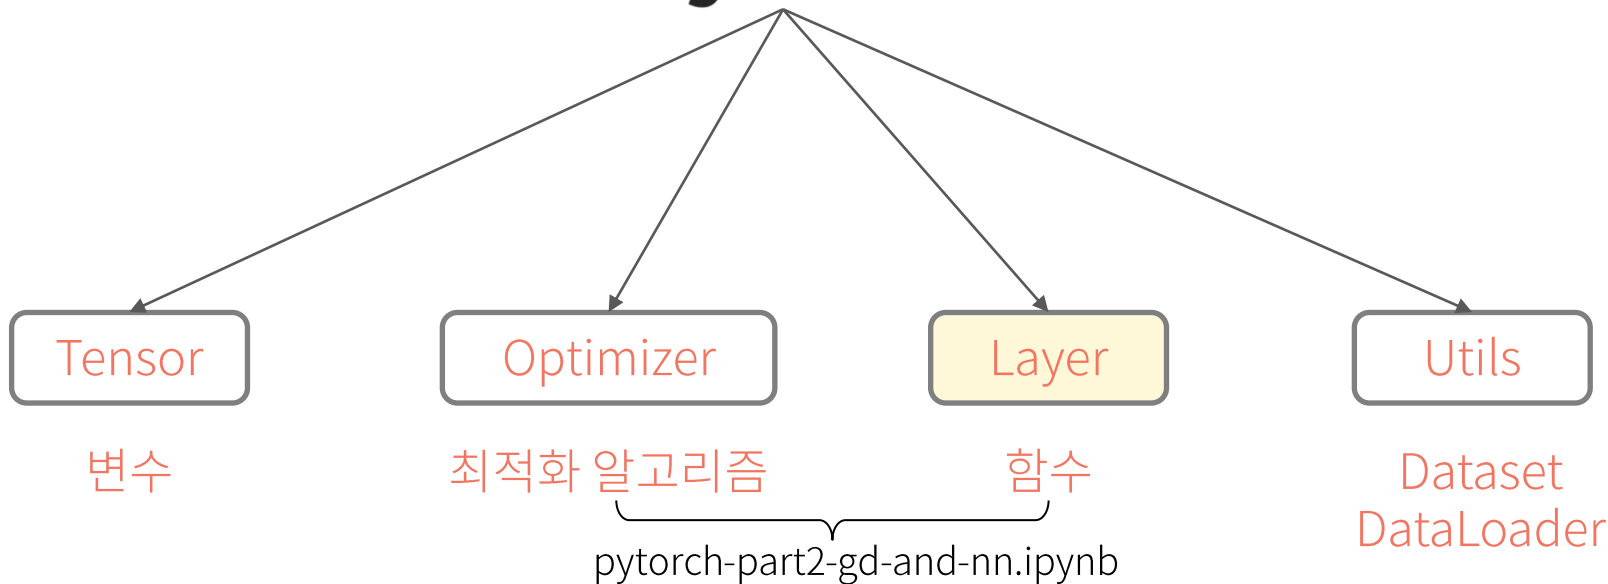 Tensor
Optimizer
Layer
Utils
변수
최적화 알고리즘
함수
Dataset
DataLoader
pytorch-part2-gd-and-nn.ipynb